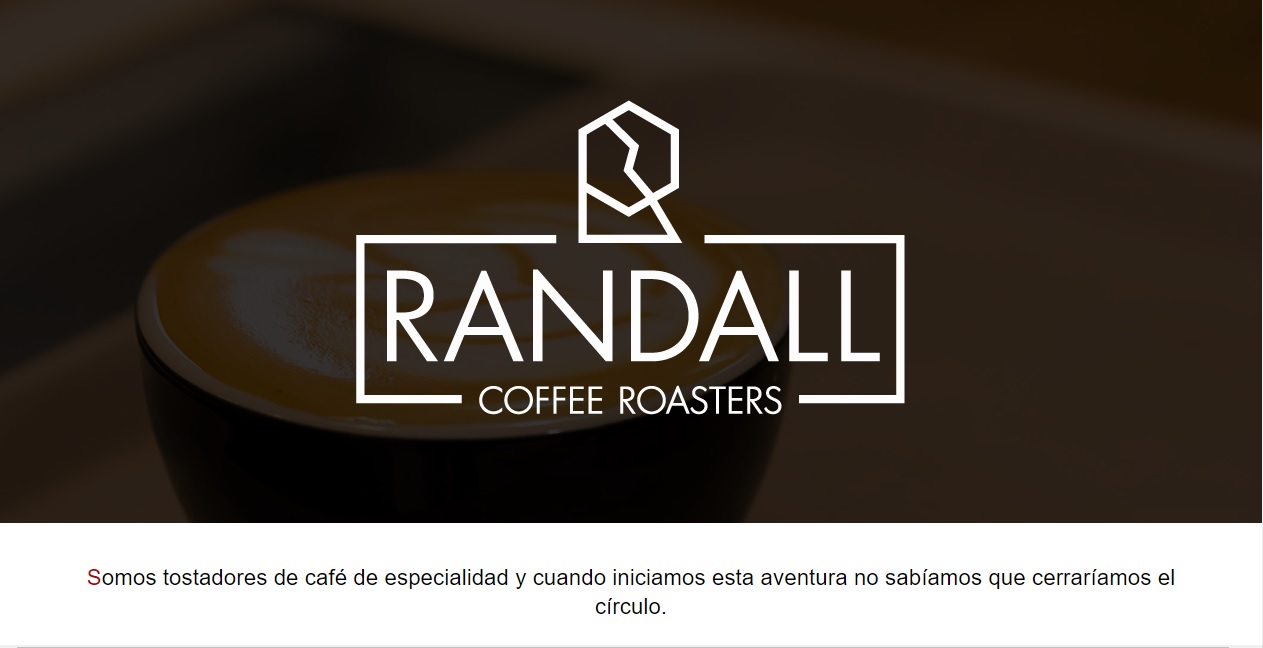 RANDALL
COFFEE ROASTERS
Somos tostadores de café de especialidad y cuando iniciamos esta aventura no sabíamos que cerraríamos el
círculo.